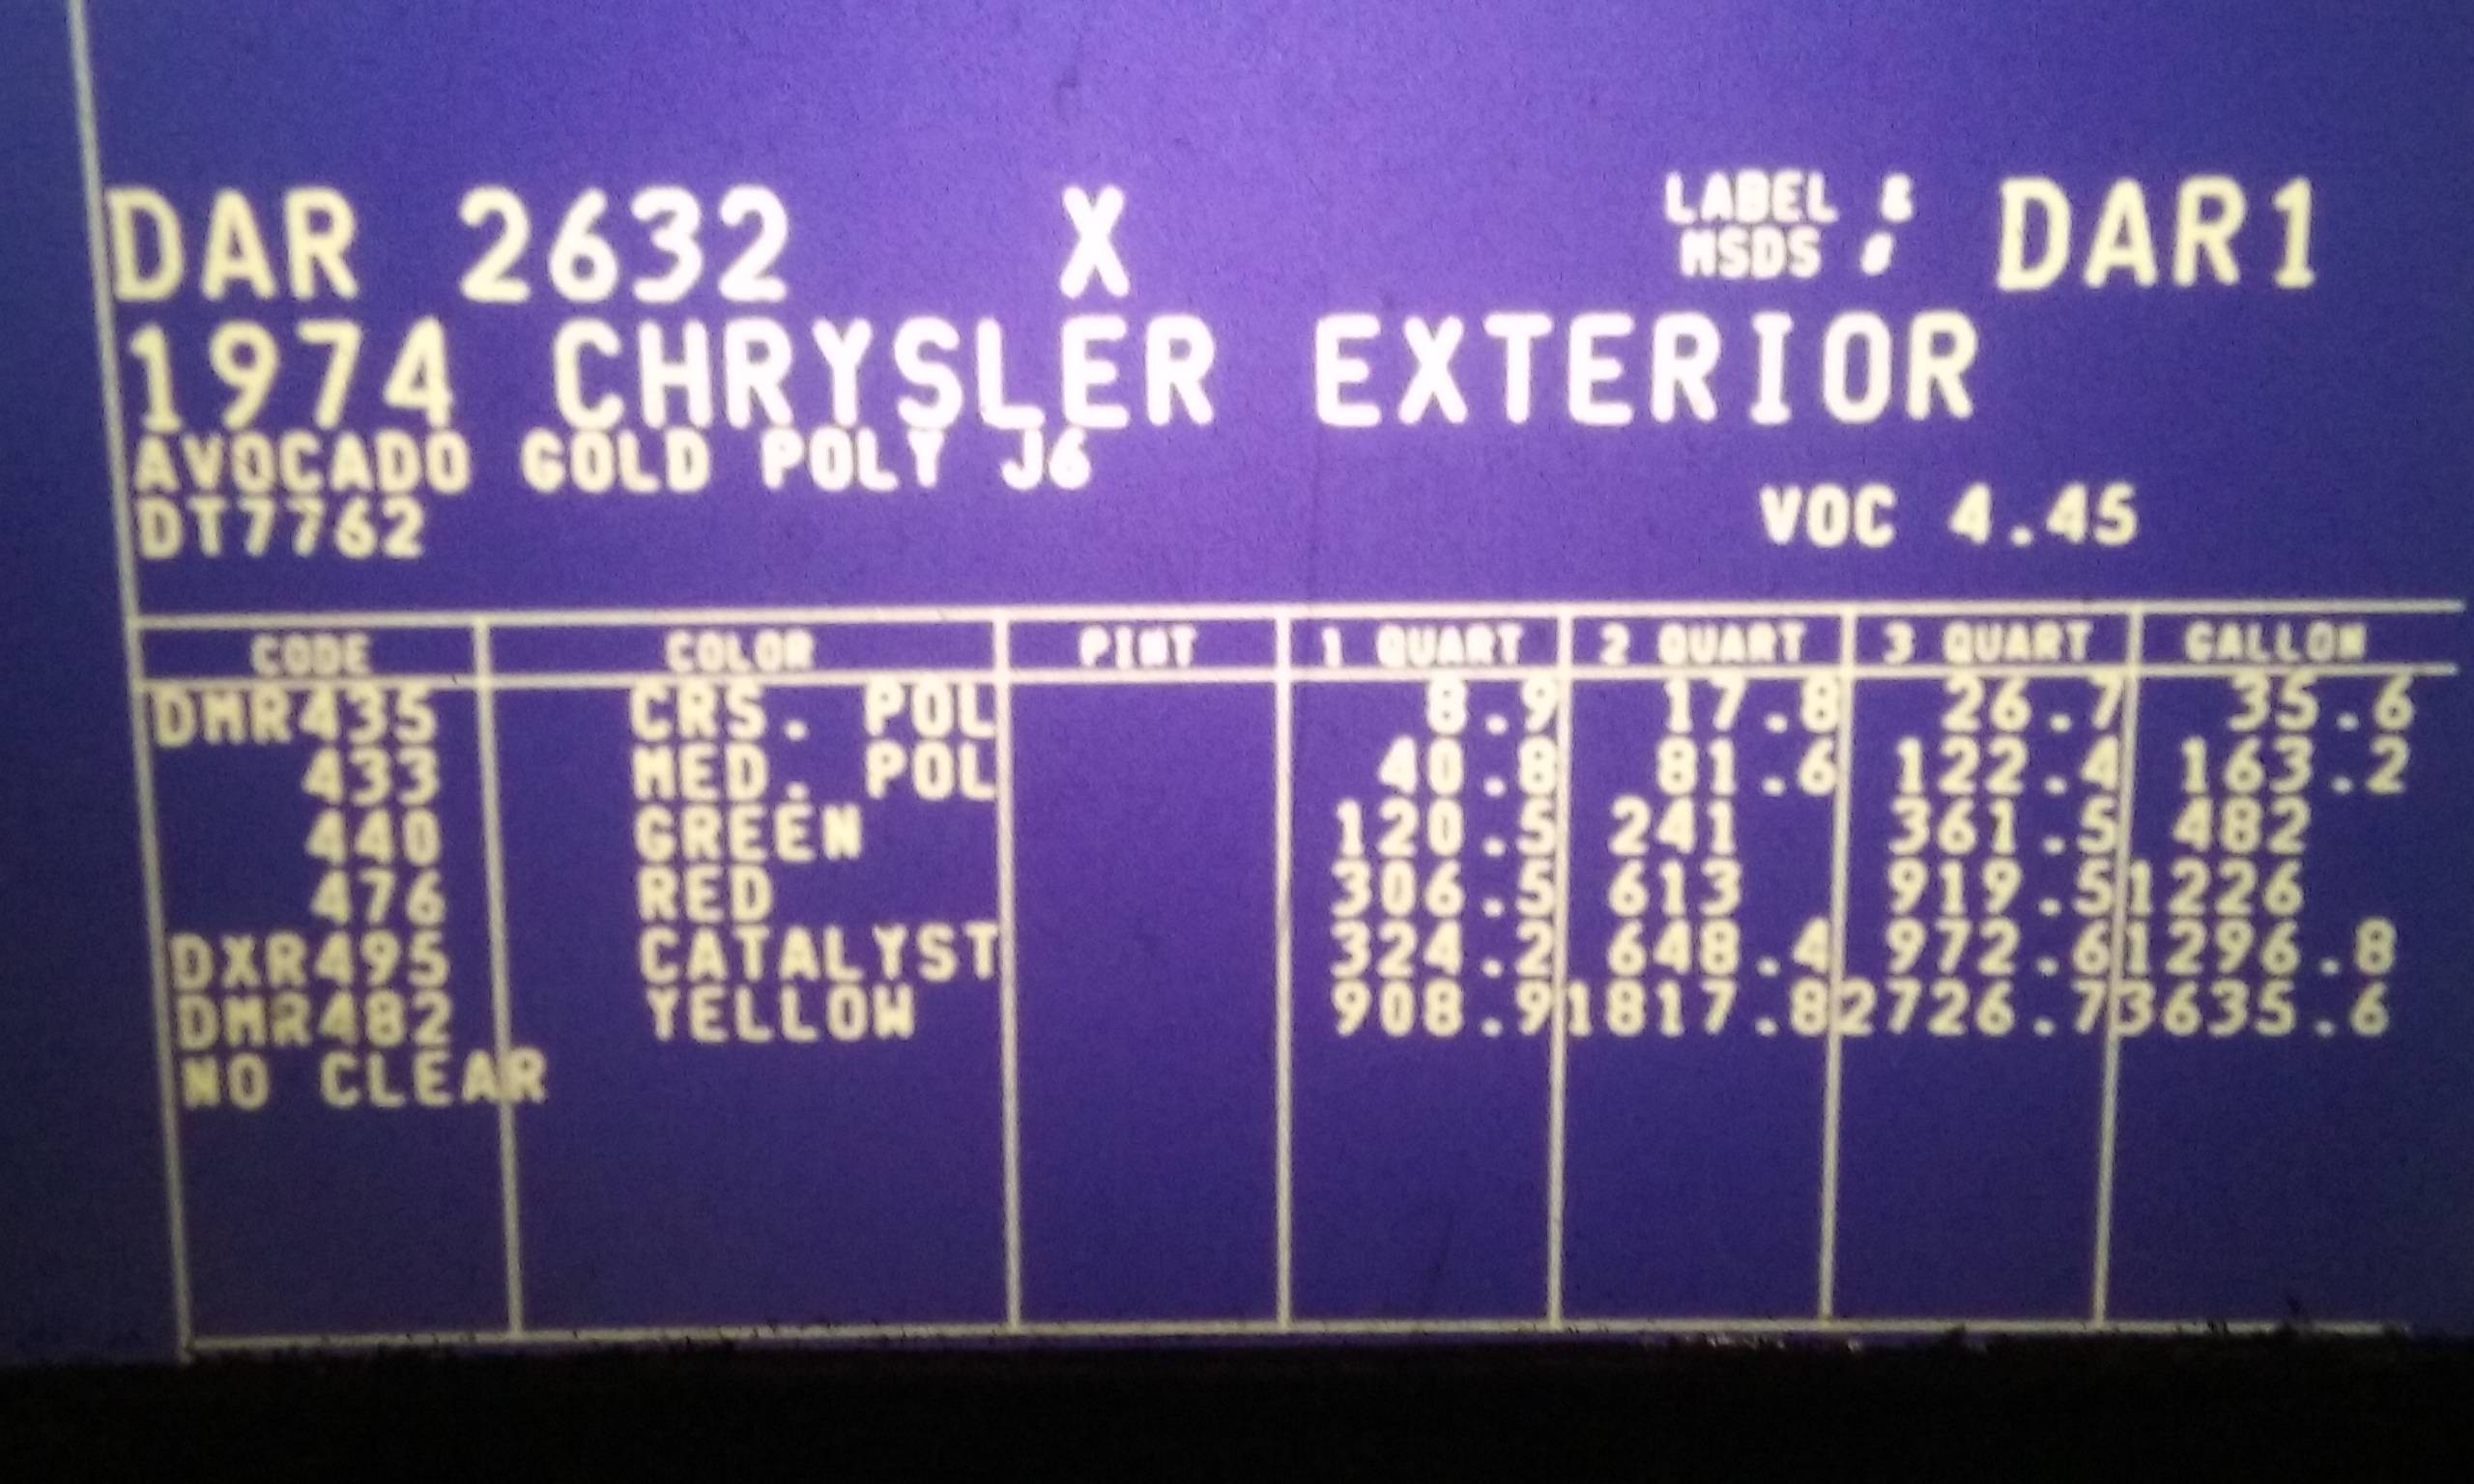 DAR 2632 X LABEL & MSDS # DAR1
1974 CHRYSLER EXTERIOR
AVOCADO GOLD POLY J6
DT7762 VOC 4.45
CODE COLOR PINT 1 QUART 2 QUART 3 QUART GALLON
DMR435 CRS. POL 8.9 17.8 26.7 35.6
433 MED. POL 40.8 81.6 122.4 163.2
440 GREEN 120.5 241 361.5 482
476 RED 306.5 613 919.5 1226
DXR495 CATALYST 324.2 648.4 972.6 1296.8
DMR482 YELLOW 908.9 1817.8 2726.7 3635.6
NO CLEAR